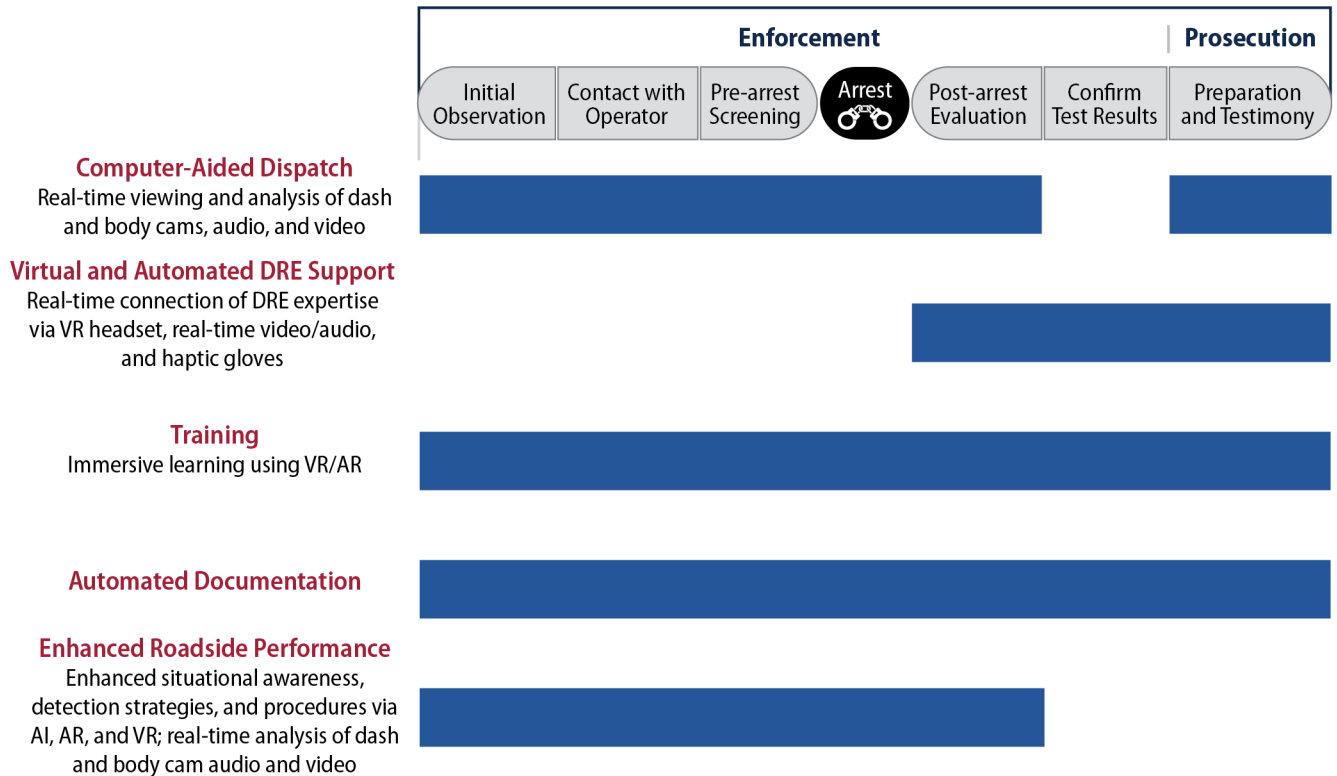 Enforcement
Prosecution
Initial
Observation
Contact with
Operator
Pre-arrest
Screening
Arrest
Post-arrest
Evaluation
Confirm
Test Results
Preparation
and Testimony
Computer-Aided Dispatch
Real-time viewing and analysis of dash
and body cams, audio, and video
Virtual and Automated DRE Support
Real-time connection of DRE expertise
via VR headset, real-time video/audio,
and haptic gloves
Training
Immersive learning using VR/AR
Automated Documentation
Enhanced Roadside Performance
Enhanced situational awareness,
detection strategies, and procedures via
AI, AR, and VR; real-time analysis of dash
and body cam audio and video